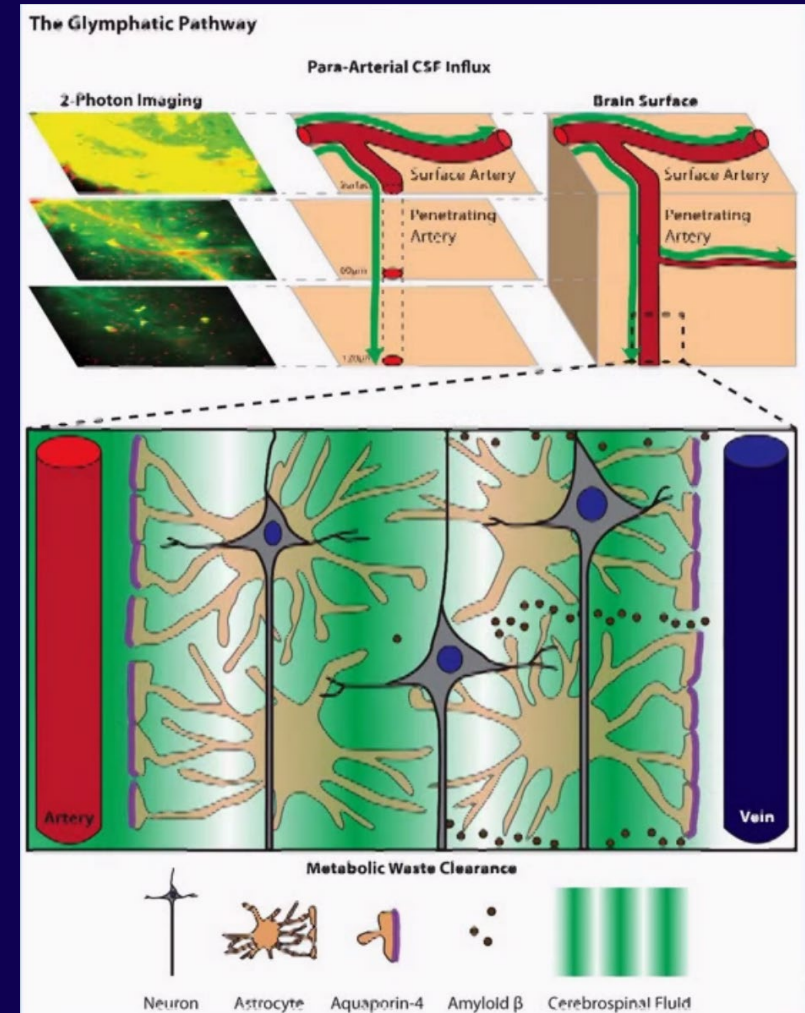 The Glymphatic Pathway
Para-Arterial CSF Influx
2-Photon Imaging
Brain Surface
Surface Artery
Surface Artery
Surface
Penetrating
Artery
Penetrating
Artery
Artery
Vein
Metabolic Waste Clearance
Neuron
Astrocyte
Aquaporin-4
Amyloid β
Cerebrospinal Fluid